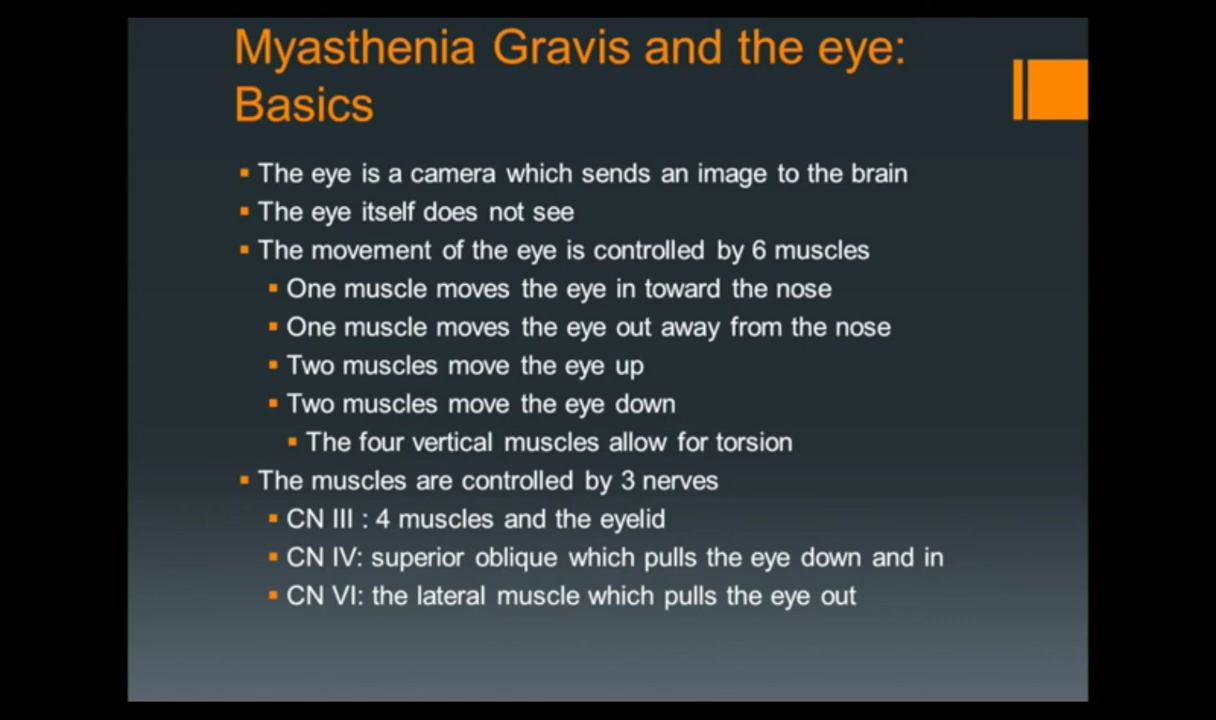 Myasthenia Gravis and the eye:
Basics
The eye is a camera which sends an image to the brain
The eye itself does not see
The movement of the eye is controlled by 6 muscles
One muscle moves the eye in toward the nose
One muscle moves the eye out away from the nose
Two muscles move the eye up
Two muscles move the eye down
The four vertical muscles allow for torsion
The muscles are controlled by 3 nerves
CN III : 4 muscles and the eyelid
CN IV: superior oblique which pulls the eye down and in
CN VI: the lateral muscle which pulls the eye out